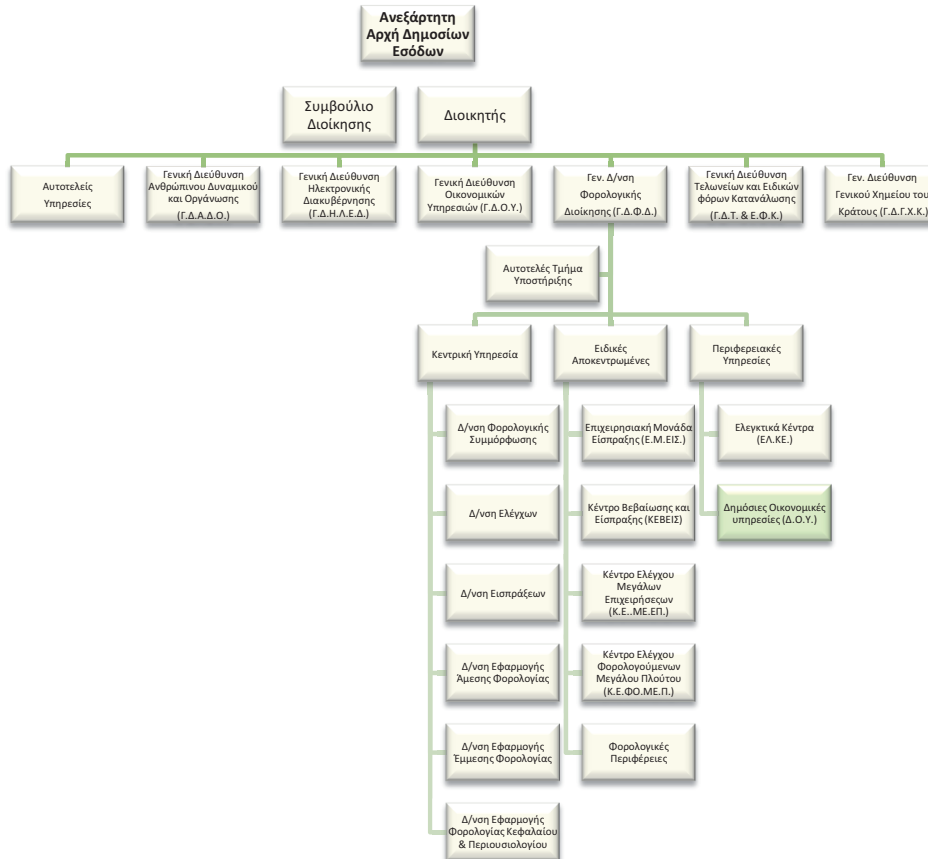 Ανεξάρτητη
Αρχή Δημοσίων
Εσόδων
Συμβούλιο
Διοίκησης
Διοικητής
Αυτοτελείς
Υπηρεσίες
Γενική Διεύθυνση
Ανθρώπινου Δυναμικού
και Οργάνωσης
(Γ.Δ.Α.Δ.Ο.)
Γενική Διεύθυνση
Ηλεκτρονικής
Διακυβέρνησης
(Γ.Δ.Η.Λ.Ε.Δ.)
Γενική Διεύθυνση
Οικονομικών
Υπηρεσιών (Γ.Δ.Ο.Υ.)
Γεν. Δ/νση
Φορολογικής
Διοίκησης (Γ.Δ.Φ.Δ.)
Γενική Διεύθυνση
Τελωνείων και Ειδικών
φόρων Κατανάλωσης
(Γ.Δ.Τ. & Ε.Φ.Κ.)
Γεν. Διεύθυνση
Γενικού Χημείου του
Κράτους (Γ.Δ.Γ.Χ.Κ.)
Αυτοτελές Τμήμα
Υποστήριξης
Κεντρική Υπηρεσία
Ειδικές
Αποκεντρωμένες
Περιφερειακές
Υπηρεσίες
Δ/νση Φορολογικής
Συμμόρφωσης
Επιχειρησιακή Μονάδα
Είσπραξης (Ε.Μ.ΕΙΣ.)
Ελεγκτικά Κέντρα
(ΕΛ.ΚΕ.)
Δ/νση Ελέγχων
Κέντρο Βεβαίωσης και
Είσπραξης (ΚΕΒΕΙΣ)
Δημόσιες Οικονομικές
υπηρεσίες (Δ.Ο.Υ.)
Δ/νση Εισπράξεων
Κέντρο Ελέγχου
Μεγάλων
Επιχειρήσεςων
(Κ.Ε..ΜΕ.ΕΠ.)
Δ/νση Εφαρμογής
Άμεσης Φορολογίας
Κέντρο Ελέγχου
Φορολογούμενων
Μεγάλου Πλούτου
(Κ.Ε.ΦΟ.ΜΕ.Π.)
Δ/νση Εφαρμογής
Έμμεσης Φορολογίας
Φορολογικές
Περιφέρειες
Δ/νση Εφαρμογής
Φορολογίας Κεφαλαίου
& Περιουσιολογίου